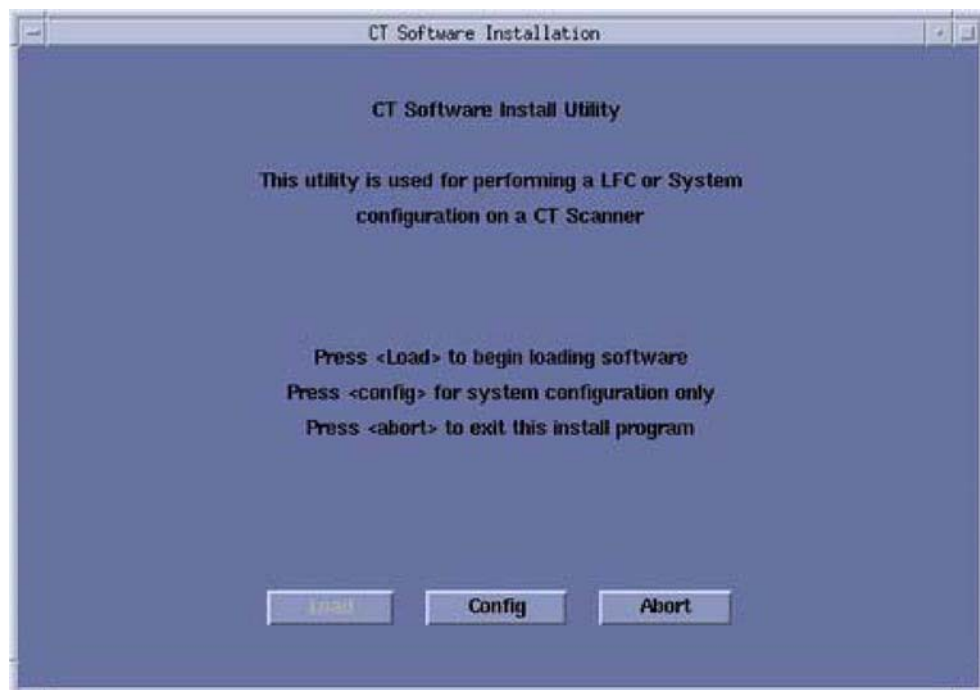 CT Software Installation
CT Software Install Utility
This utility is used for performing a LFC or System
configuration on a CT Scanner
Press <Load> to begin loading software
Press <config> for system configuration only
Press <abort> to exit this install program
Load Config Abort